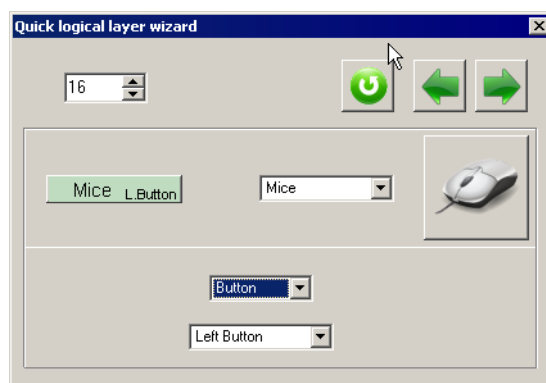 Quick logical layer wizard
16
Mice L.Button
Mice
Button
Left Button